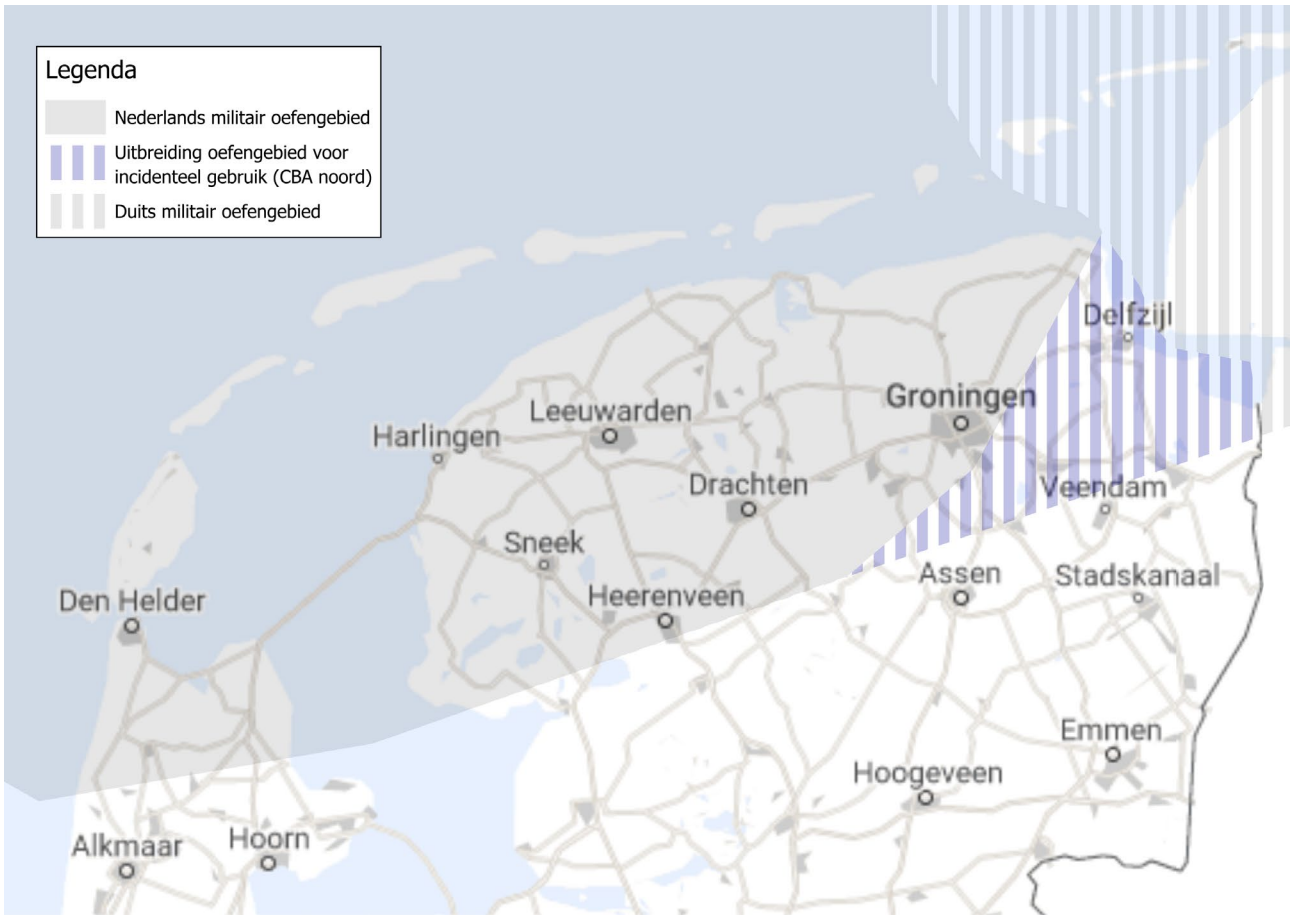 Legenda
Nederlands militair oefengebied
Uitbreiding oefengebied voor
incidenteel gebruik (CBA noord)
Duits militair oefengebied
Delfzijl
Groningen
Leeuwarden
Harlingen
Drachten
Veendam
Sneek
Assen
Stadskanaal
Heerenveen
Den Helder
Emmen
Hoogeveen
Hoorn
Alkmaar